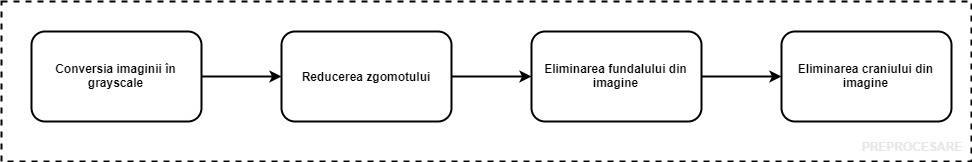 Conversia imaginii în
grayscale
Reducerea zgomotului
Eliminarea fundalului din
imagine
Eliminarea craniului din
imagine
PREPROCESARE